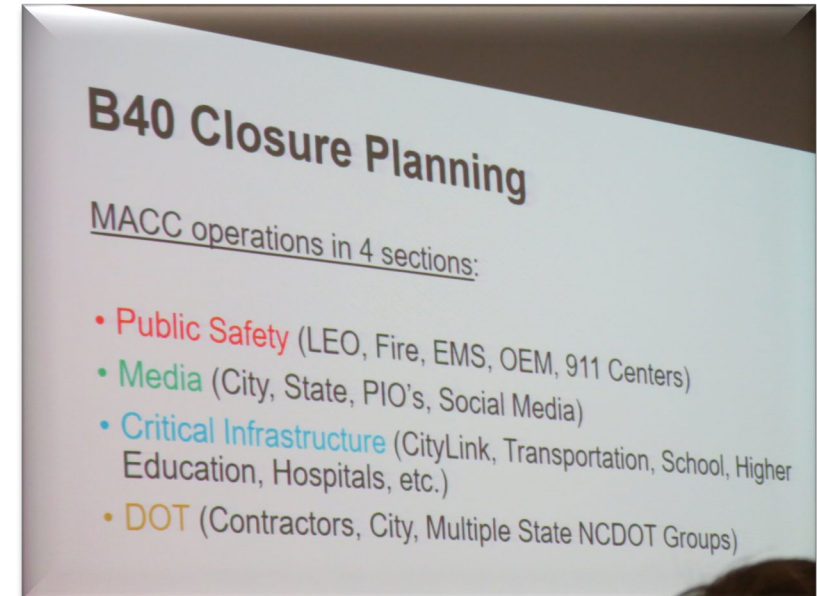 B40 Closure Planning
MACC operations in 4 sections:
• Public Safety (LEO, Fire, EMS, OEM, 911 Centers)
• Media (City, State, PIO's, Social Media)
• Critical Infrastructure (CityLink, Transportation, School, Higher
Education, Hospitals, etc.)
• DOT (Contractors, City, Multiple State NCDOT Groups)